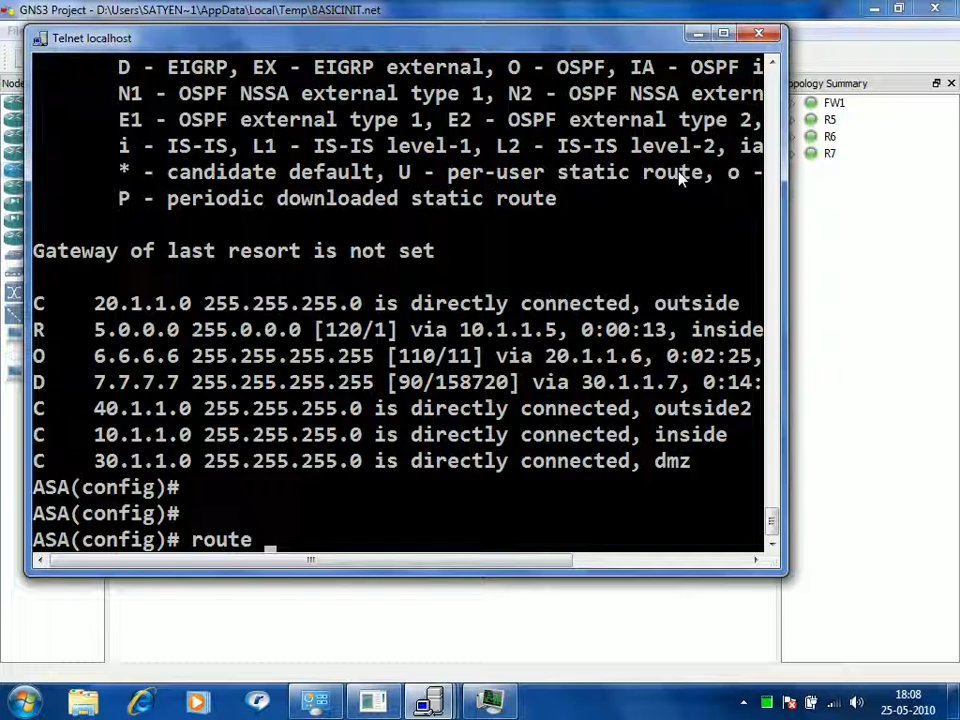 GNS3 Project - D:\Users\SATYEN~1\AppData\Local\Temp\BASICINIT.net
Telnet localhost
D - EIGRP, EX - EIGRP external, O - OSPF, IA - OSPF i
N1 - OSPF NSSA external type 1, N2 - OSPF NSSA extern
E1 - OSPF external type 1, E2 - OSPF external type 2,
i - IS-IS, L1 - IS-IS level-1, L2 - IS-IS level-2, ia
* - candidate default, U - per-user static route, o -
P - periodic downloaded static route
Gateway of last resort is not set
C 20.1.1.0 255.255.255.0 is directly connected, outside
R 5.0.0.0 255.0.0.0 [120/1] via 10.1.1.5, 0:00:13, inside
O 6.6.6.6 255.255.255.255 [110/11] via 20.1.1.6, 0:02:25,
D 7.7.7.7 255.255.255.255 [90/158720] via 30.1.1.7, 0:14:
C 40.1.1.0 255.255.255.0 is directly connected, outside2
C 10.1.1.0 255.255.255.0 is directly connected, inside
C 30.1.1.0 255.255.255.0 is directly connected, dmz
ASA(config)#
ASA(config)#
ASA(config)# route
Node
opology Summary
FW1
R5
R6
R7
18:08
25-05-2010